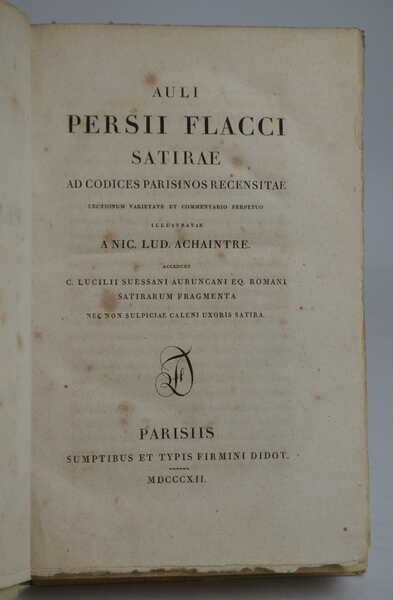 AULI
PERSII FLACCI
SATIRAE
AD CODICES PARISINOS RECENSITAE
LECTIONUM VARIETATE ET COMMENTARIO PERPETUO
ILLUSTRATAE
A NIC. LUD. ACHAINTRE.
ACCEDUNT
C. LUCILII SUESSANI AURUNCANI EQ. ROMANI
SATIRARUM FRAGMENTA
NEC NON SULPICIAE CALENI UXORIS SATIRA.
PARISIIS
SUMPTIBUS ET TYPIS FIRMINI DIDOT.
MDCCCXII.